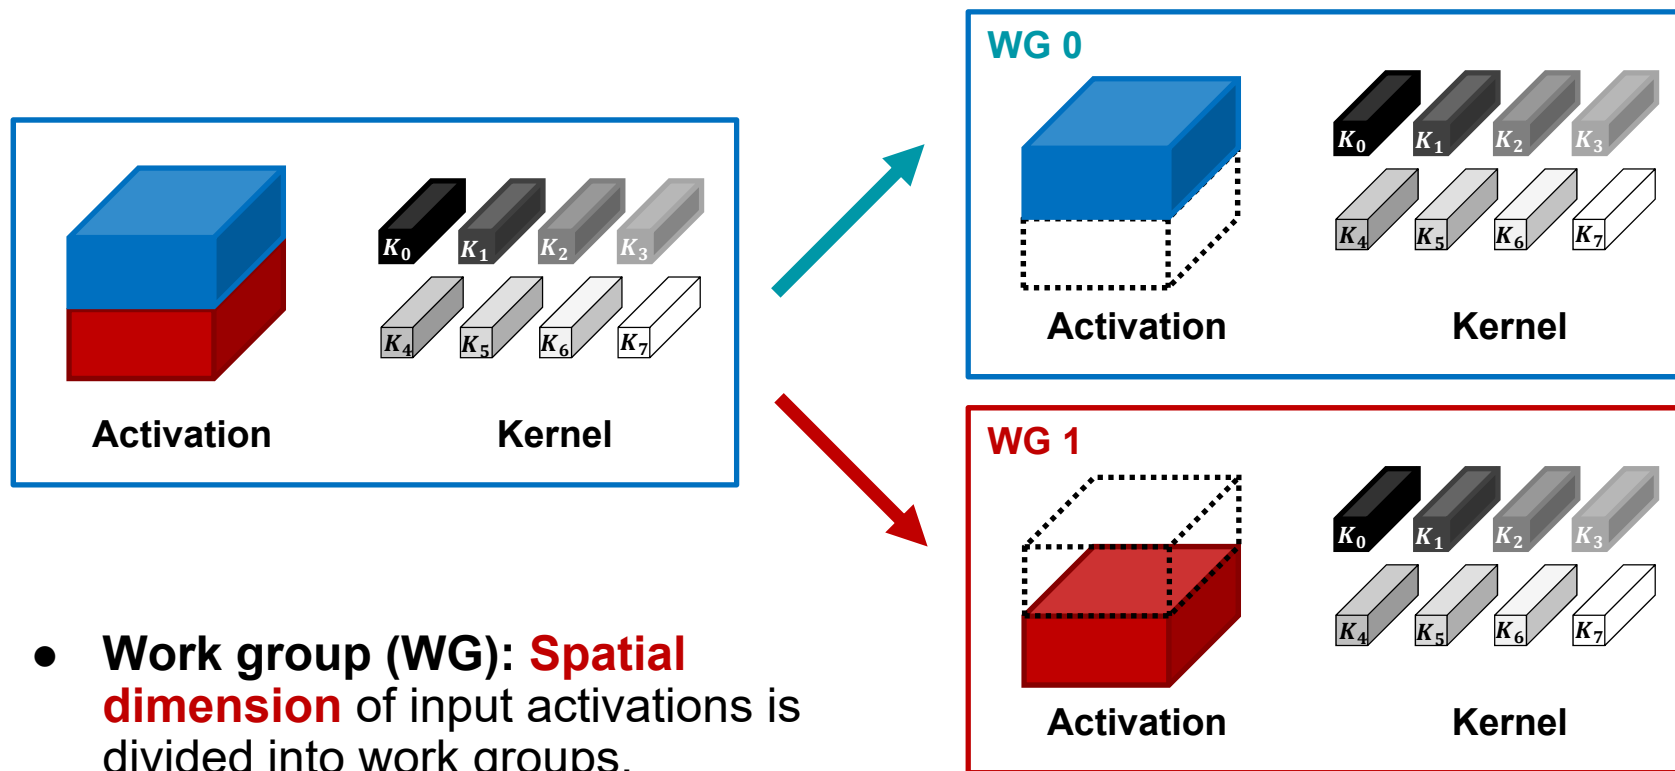 K0 K1 K2 K3
K4 K5 K6 K7
Activation Kernel
WG 0
K0 K1 K2 K3
K4 K5 K6 K7
Activation Kernel
WG 1
K0 K1 K2 K3
K4 K5 K6 K7
Activation Kernel
● Work group (WG): Spatial
dimension of input activations is
divided into work groups.